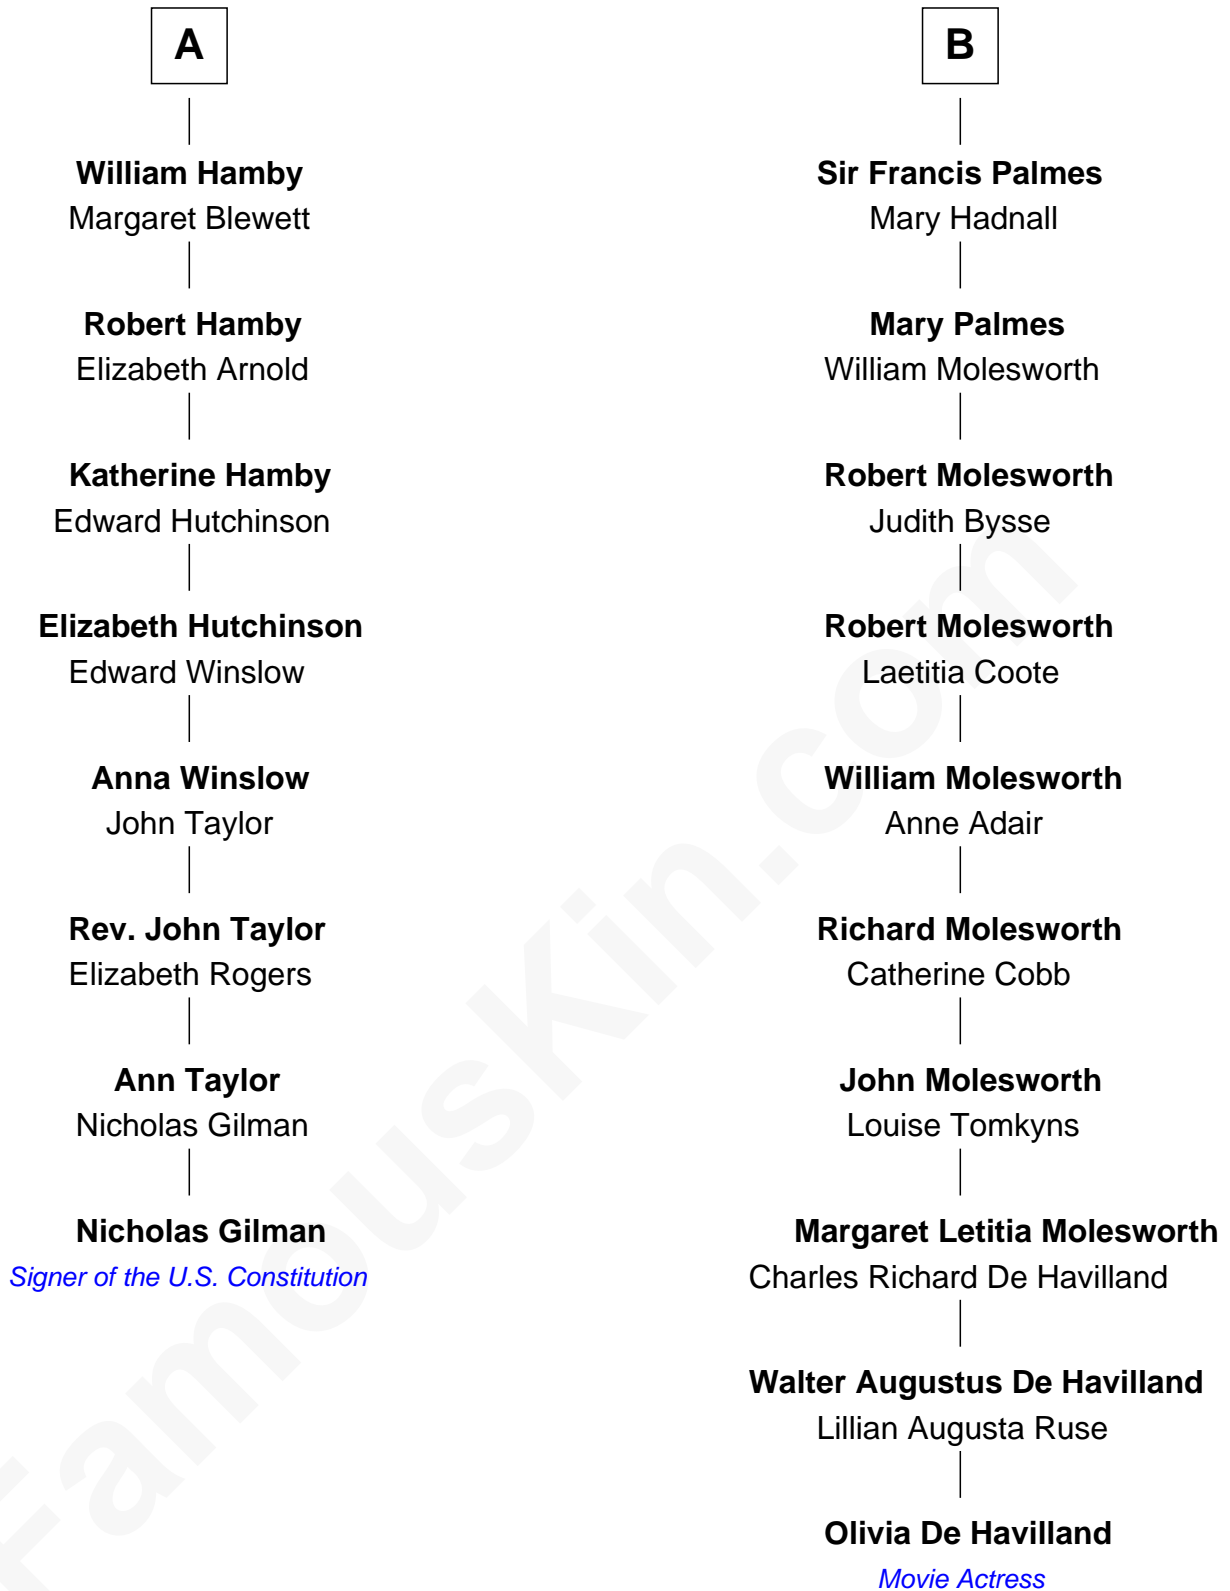 A
William Hamby
Margaret Blewett
Robert Hamby
Elizabeth Arnold
Katherine Hamby
Edward Hutchinson
Elizabeth Hutchinson
Edward Winslow
Anna Winslow
John Taylor
Rev. John Taylor
Elizabeth Rogers
Ann Taylor
Nicholas Gilman
Nicholas Gilman
Signer of the U.S. Constitution
B
Sir Francis Palmes
Mary Hadnall
Mary Palmes
William Molesworth
Robert Molesworth
Judith Bysse
Robert Molesworth
Laetitia Coote
William Molesworth
Anne Adair
Richard Molesworth
Catherine Cobb
John Molesworth
Louise Tomkyns
Margaret Letitia Molesworth
Charles Richard De Havilland
Walter Augustus De Havilland
Lillian Augusta Ruse
Olivia De Havilland
Movie Actress
FamousKin.com